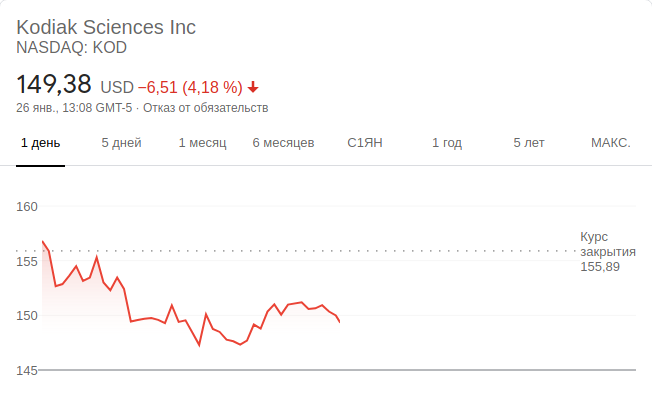 Kodiak Sciences Inc
NASDAQ: KOD
149,38 USD −6,51 (4,18 %)
26 янв., 13:08 GMT-5 · Отказ от обязательств
1 день 5 дней 1 месяц 6 месяцев С1ЯН 1 год 5 лет МАКС.
160
Курс
закрытия
155,89
155
150
145